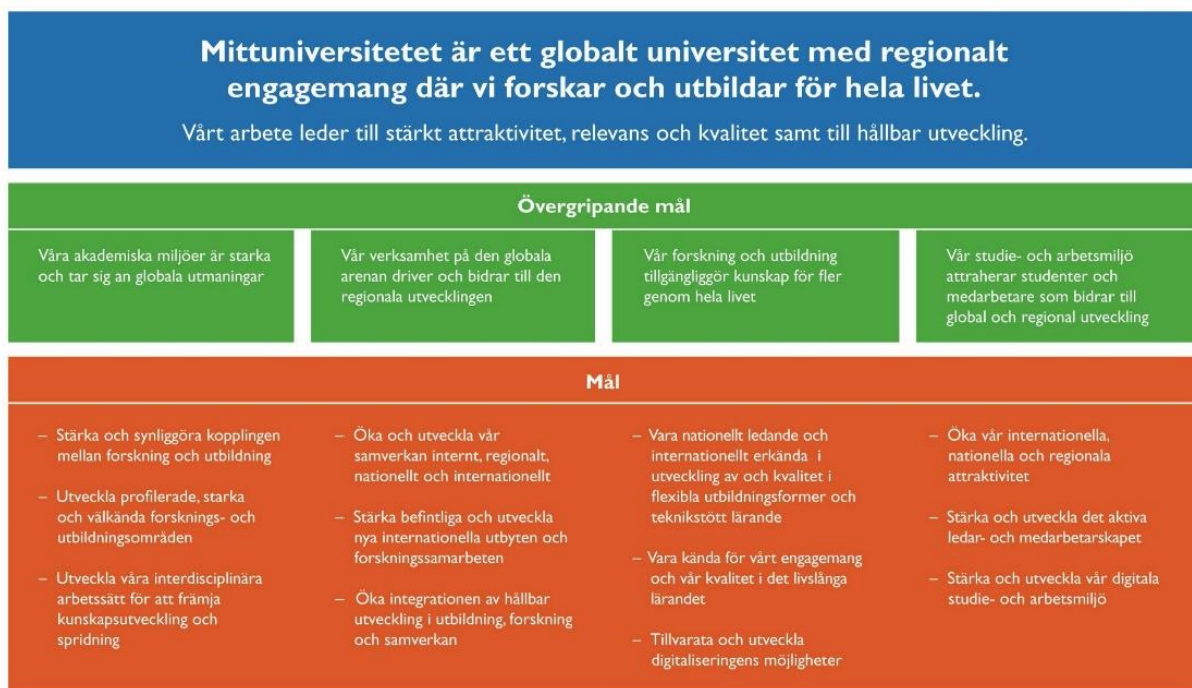 Mittuniversitetet är ett globalt universitet med regionalt
engagemang där vi forskar och utbildar för hela livet.
Vårt arbete leder till stärkt attraktivitet, relevans och kvalitet samt till hållbar utveckling.
Övergripande mål
Våra akademiska miljöer är starka
och tar sig an globala utmaningar
Vår verksamhet på den globala
arenan driver och bidrar till den
regionala utvecklingen
Vår forskning och utbildning
tillgängliggör kunskap för fler
genom hela livet
Vår studie- och arbetsmiljö
attraherar studenter och
medarbetare som bidrar till
global och regional utveckling
Mål
– Stärka och synliggöra kopplingen
mellan forskning och utbildning
– Utveckla profilerade, starka
och välkända forsknings- och
utbildningsområden
– Utveckla våra interdisciplinära
arbetssätt för att främja
kunskapsutveckling och
spridning
– Öka och utveckla vår
samverkan internt, regionalt,
nationellt och internationellt
– Stärka befintliga och utveckla
nya internationella utbyten och
forskningssamarbeten
– Öka integrationen av hållbar
utveckling i utbildning, forskning
och samverkan
– Vara nationellt ledande och
internationellt erkända i
utveckling av och kvalitet i
flexibla utbildningsformer och
teknikstött lärande
– Vara kända för vårt engagemang
och vår kvalitet i det livslånga
lärandet
– Tillvarata och utveckla
digitaliseringens möjligheter
– Öka vår internationella,
nationella och regionala
attraktivitet
– Stärka och utveckla det aktiva
ledar- och medarbetarskapet
– Stärka och utveckla vår digitala
studie- och arbetsmiljö